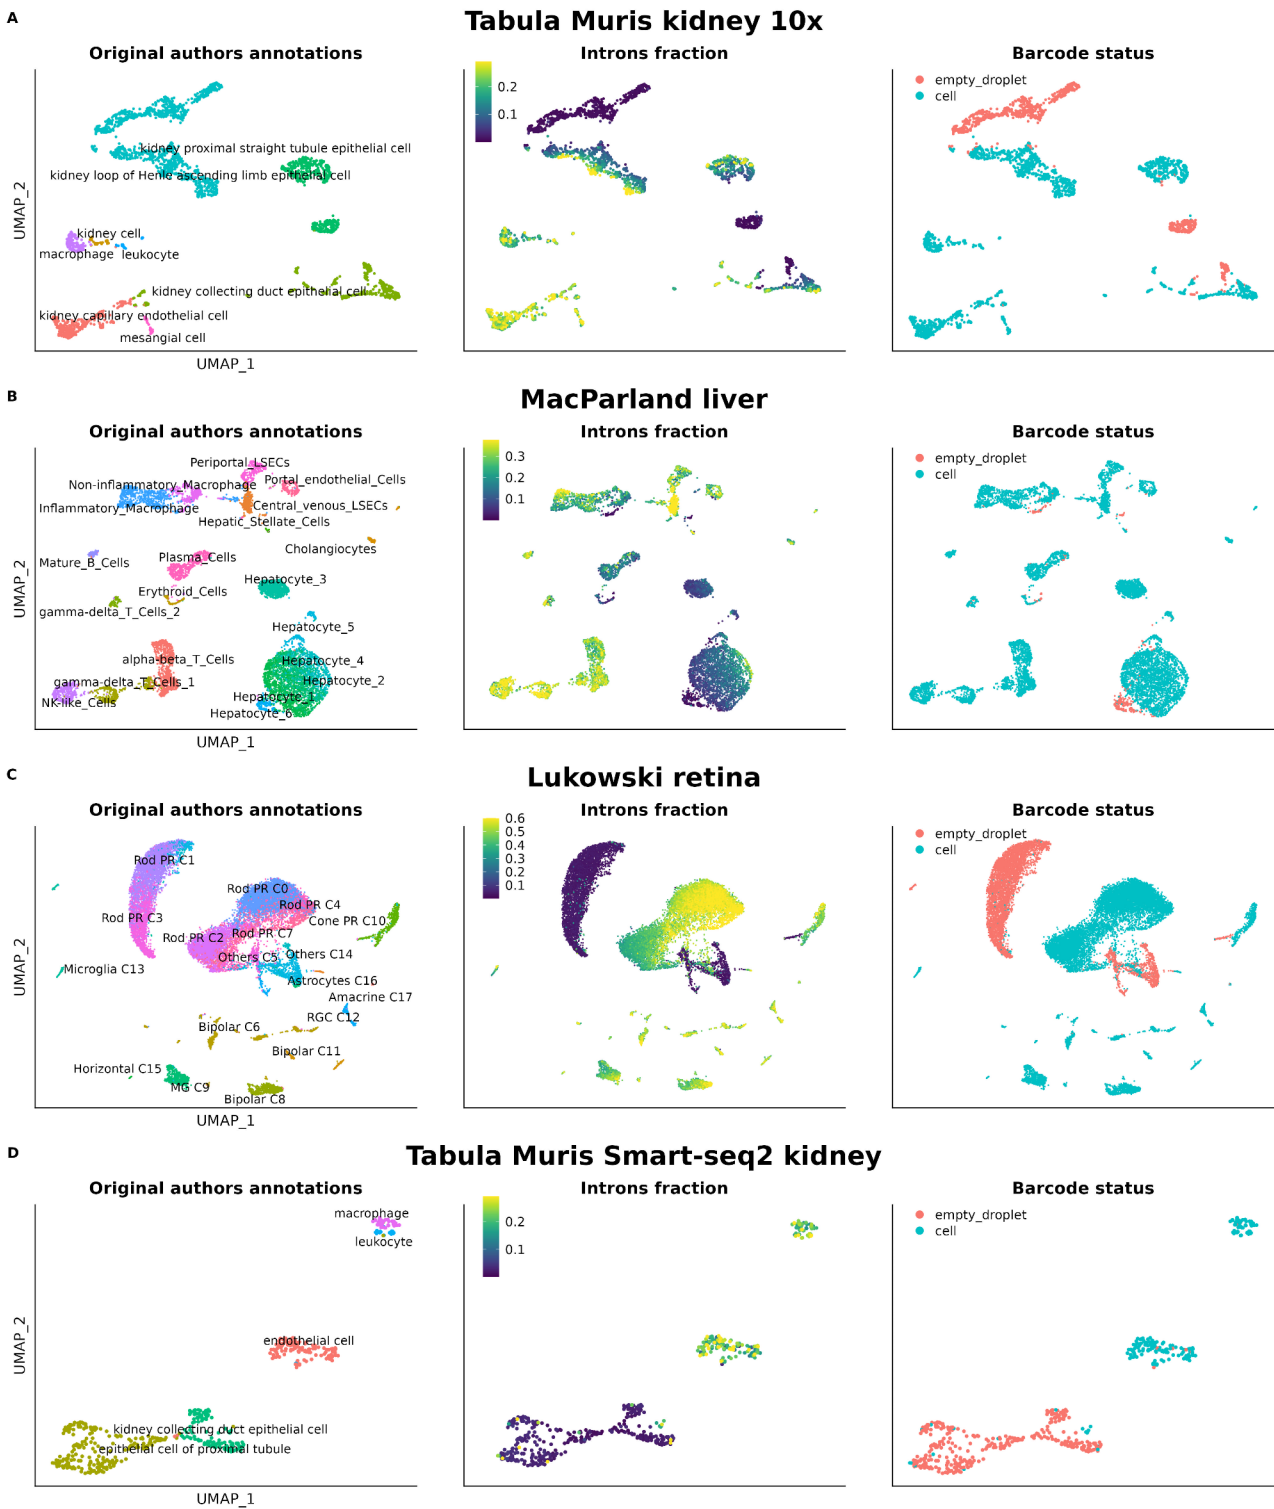 A
Tabula Muris kidney 10x
Original authors annotations
Introns fraction
Barcode status
kidney proximal straight tubule epithelial cell
kidney loop of Henle ascending limb epithelial cell
kidney cell
macrophage
leukocyte
kidney collecting duct epithelial cell
kidney capillary endothelial cell
mesangial cell
UMAP_2
UMAP_1
0.2
0.1
empty_droplet
cell
B
MacParland liver
Original authors annotations
Introns fraction
Barcode status
Periportal_LSECs
Non-inflammatory_Macrophage
Portal_endothelial_Cells
Inflammatory_Macrophage
Central_venous_LSECs
Hepatic_Stellate_Cells
Cholangiocytes
Mature_B_Cells
Plasma_Cells
Hepatocyte_3
Erythroid_Cells
gamma-delta_T_Cells_2
Hepatocyte_5
alpha-beta_T_Cells
Hepatocyte_4
gamma-delta_T_Cells_1
Hepatocyte_2
Hepatocyte_1
NK-like_Cells
Hepatocyte_6
UMAP_2
UMAP_1
0.3
0.2
0.1
empty_droplet
cell
C
Lukowski retina
Original authors annotations
Introns fraction
Barcode status
Rod PR C1
Rod PR C0
Rod PR C4
Rod PR C3
Cone PR C10
Rod PR C7
Rod PR C2
Others C5
Others C14
Microglia C13
Astrocytes C16
Amacrine C17
RGC C12
Bipolar C6
Bipolar C11
Horizontal C15
MG C9
Bipolar C8
UMAP_2
UMAP_1
0.6
0.5
0.4
0.3
0.2
0.1
empty_droplet
cell
D
Tabula Muris Smart-seq2 kidney
Original authors annotations
Introns fraction
Barcode status
macrophage
leukocyte
endothelial cell
kidney collecting duct epithelial cell
epithelial cell of proximal tubule
UMAP_2
UMAP_1
0.2
0.1
empty_droplet
cell